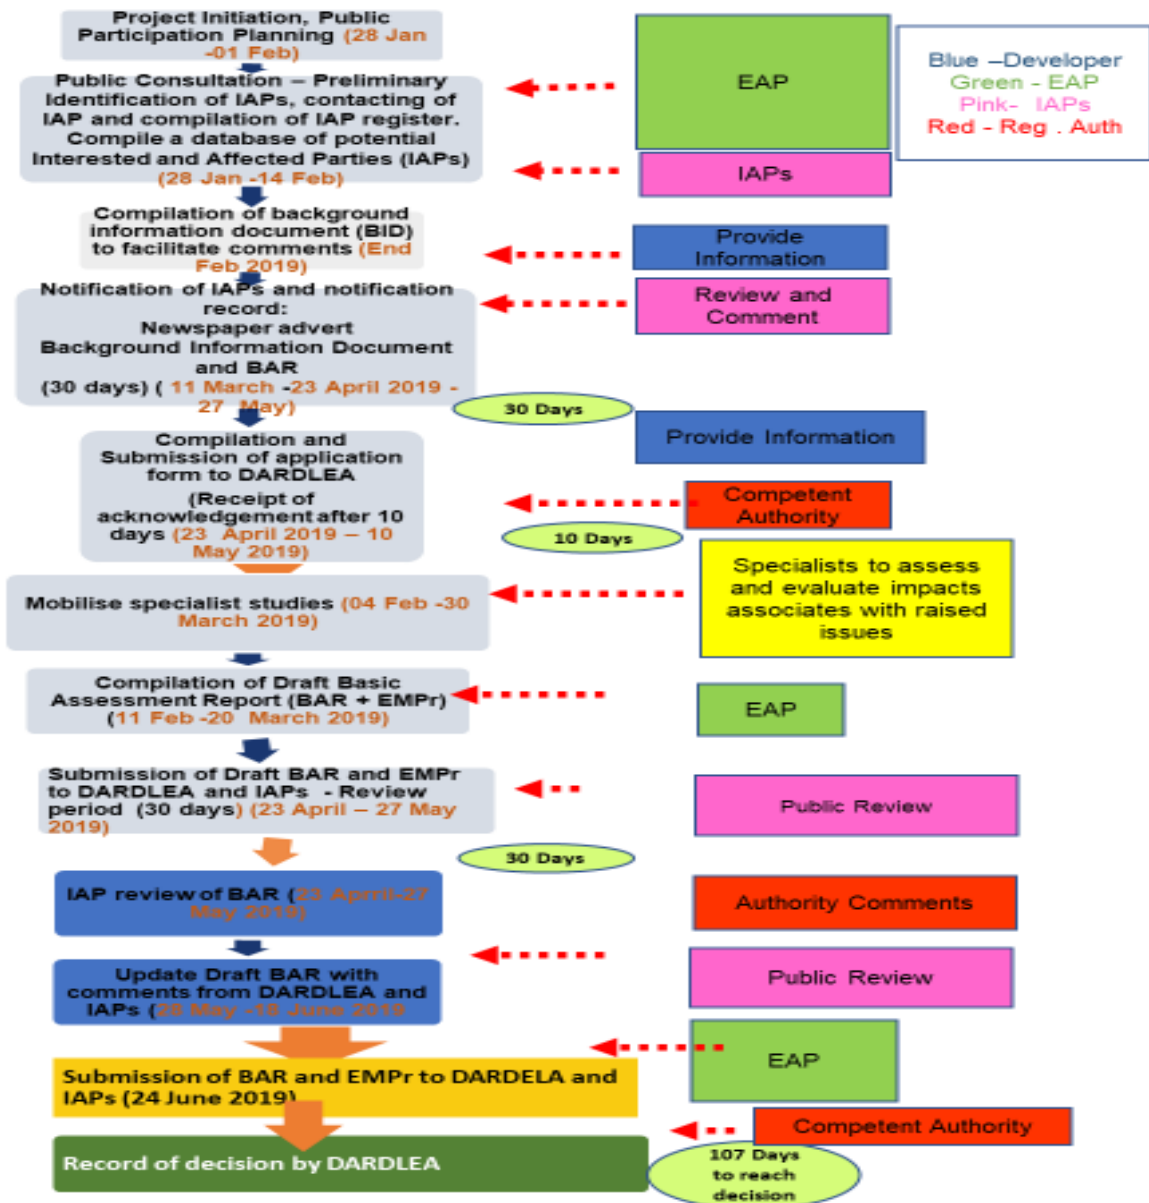 Project Initiation, Public
Participation Planning (28 Jan
-01 Feb)
Public Consultation – Preliminary
Identification of IAPs, contacting of
IAP and compilation of IAP register.
Compile a database of potential
Interested and Affected Parties (IAPs)
(28 Jan -14 Feb)
EAP
IAPs
Blue –Developer
Green - EAP
Pink- IAPs
Red - Reg . Auth
Compilation of background
information document (BID)
to facilitate comments (End
Feb 2019)
Provide
Information
Notification of IAPs and notification
record:
Newspaper advert
Background Information Document
and BAR
(30 days) ( 11 March -23 April 2019 -
27 May)
Review and
Comment
30 Days
Provide Information
Compilation and
Submission of application
form to DARDLEA
(Receipt of
acknowledgement after 10
days (23 April 2019 – 10
May 2019)
Competent
Authority
10 Days
Mobilise specialist studies (04 Feb -30
March 2019)
Specialists to assess
and evaluate impacts
associates with raised
issues
Compilation of Draft Basic
Assessment Report (BAR + EMPr)
(11 Feb -20 March 2019)
EAP
Submission of Draft BAR and EMPr
to DARDLEA and IAPs - Review
period (30 days) (23 April – 27 May
2019)
Public Review
30 Days
IAP review of BAR (23 Aprril-27
May 2019)
Authority Comments
Update Draft BAR with
comments from DARDLEA and
IAPs (28 May -18 June 2019
Public Review
EAP
Submission of BAR and EMPr to DARDELA and
IAPs (24 June 2019)
Competent Authority
Record of decision by DARDLEA
107 Days
to reach
decision